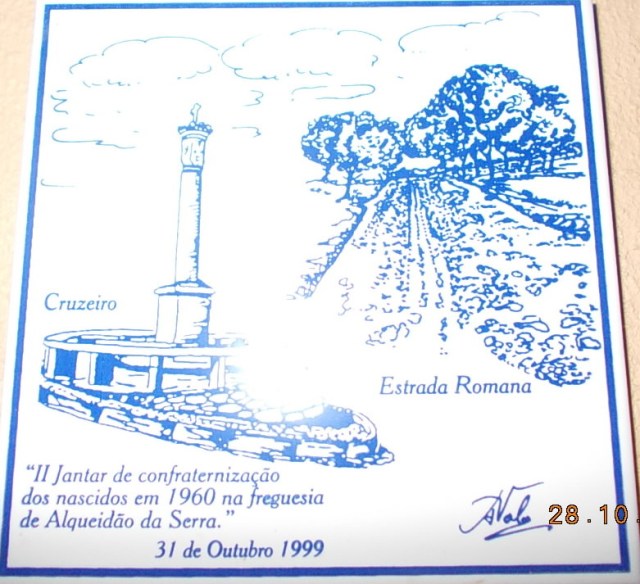 Cruzeiro
Estrada Romana
"II Jantar de confraternização
dos nascidos em 1960 na freguesia
de Alqueidão da Serra."
31 de Outubro 1999
28.10.